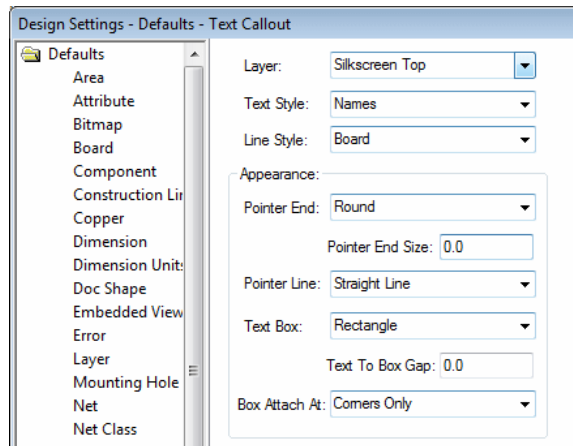 Design Settings - Defaults - Text Callout
Defaults
Area
Attribute
Bitmap
Board
Component
Construction Lir
Copper
Dimension
Dimension Units
Doc Shape
Embedded View
Error
Layer
Mounting Hole
Net
Net Class
Layer: Silkscreen Top
Text Style: Names
Line Style: Board
Appearance:
Pointer End: Round
Pointer End Size: 0.0
Pointer Line: Straight Line
Text Box: Rectangle
Text To Box Gap: 0.0
Box Attach At: Corners Only